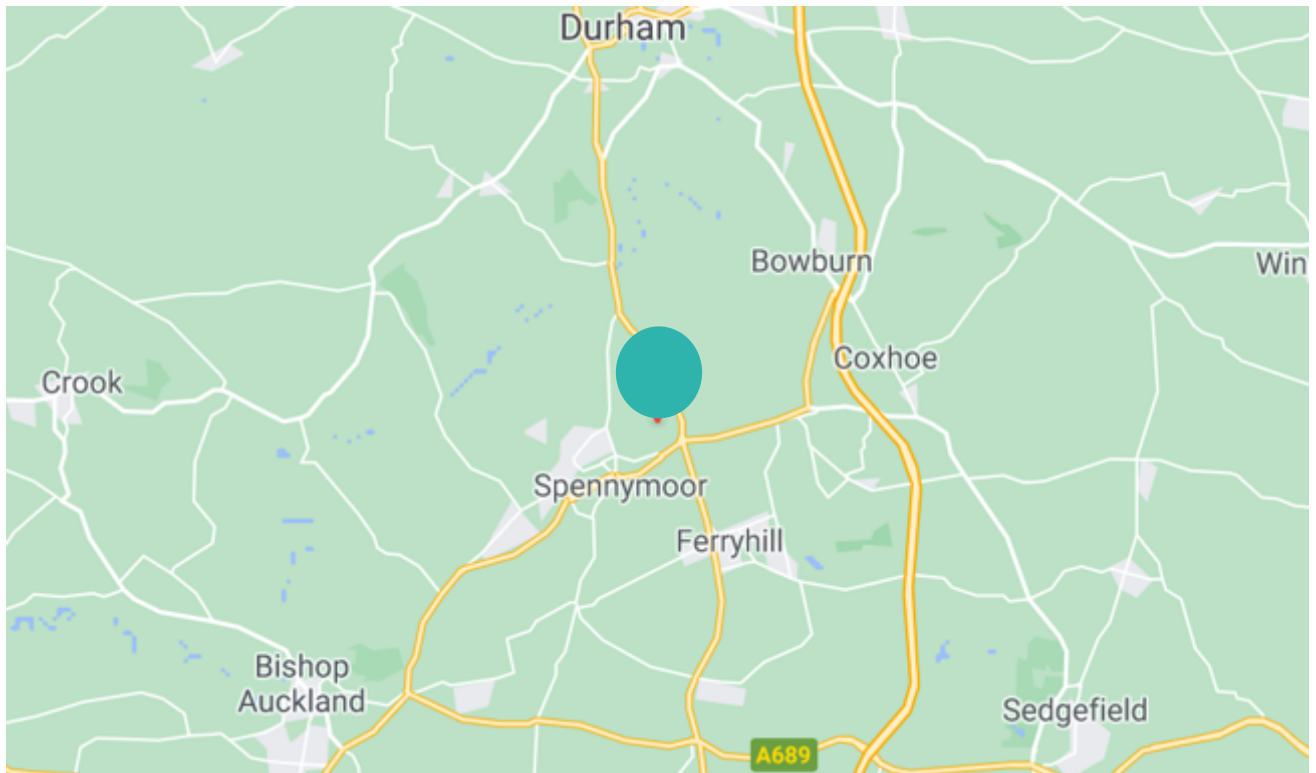 Durham
Bowburn
Win
Coxhoe
Crook
Spennymoor
Ferryhill
Bishop
Auckland
Sedgefield
A689